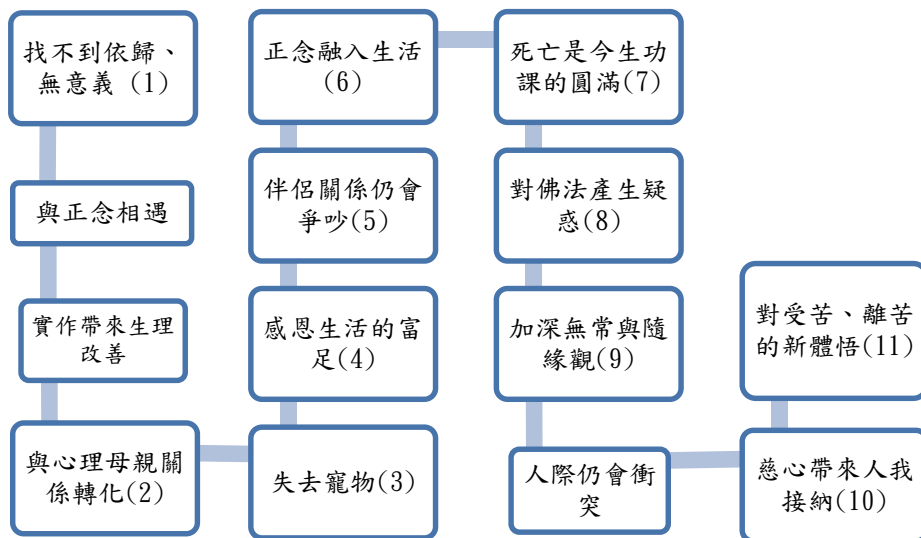 找不到依歸、
無意義 (1)
與正念相遇
實作帶來生理
改善
與心理母親關
係轉化(2)
失去寵物(3)
感恩生活的富
足(4)
伴侶關係仍會
爭吵(5)
正念融入生活
(6)
死亡是今生功
課的圓滿(7)
對佛法產生疑
惑(8)
加深無常與隨
緣觀(9)
人際仍會衝
突
慈心帶來人我
接納(10)
對受苦、離苦
的新體悟(11)